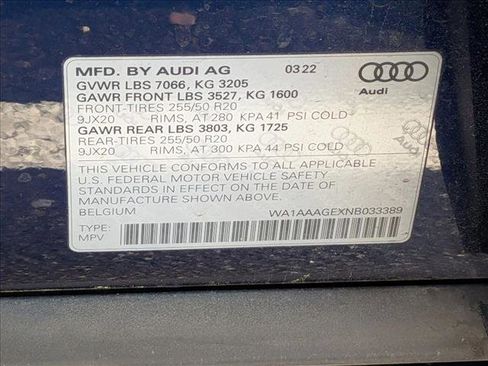 MFD. BY AUDI AG 03 22
GVWR LBS 7066, KG 3205
GAWR FRONT LBS 3527, KG 1600
FRONT-TIRES 255/50 R20
9JX20 RIMS, AT 280 KPA 41 PSI COLD
GAWR REAR LBS 3803, KG 1725
REAR-TIRES 255/50 R20
9JX20 RIMS, AT 300 KPA 44 PSI COLD
Audi
THIS VEHICLE CONFORMS TO ALL APPLICABLE
U.S. FEDERAL MOTOR VEHICLE SAFETY
STANDARDS IN EFFECT ON THE DATE OF
MANUFACTURE SHOWN ABOVE.
BELGIUM WA1AAAGEXNB033389
TYPE:
MPV